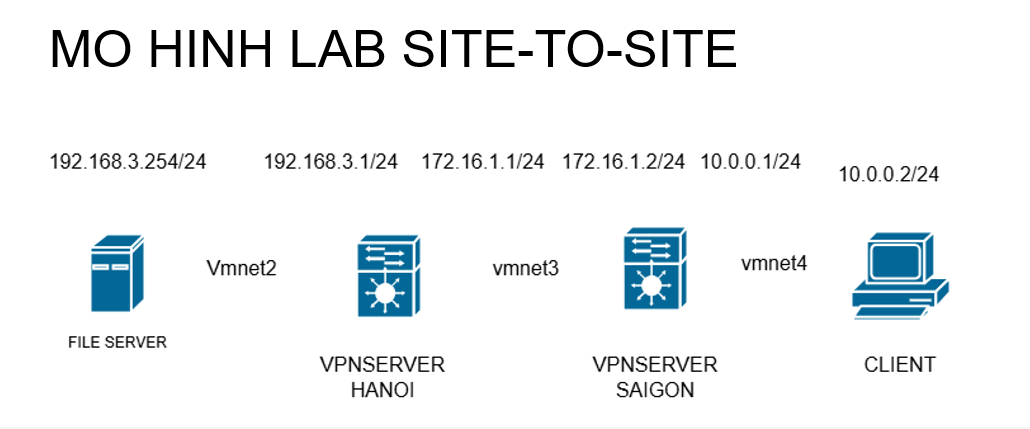 MO HINH LAB SITE-TO-SITE
192.168.3.254/24
192.168.3.1/24
172.16.1.1/24
172.16.1.2/24
10.0.0.1/24
10.0.0.2/24
Vmnet2
vmnet3
vmnet4
FILE SERVER
VPNSERVER
HANOI
VPNSERVER
SAIGON
CLIENT